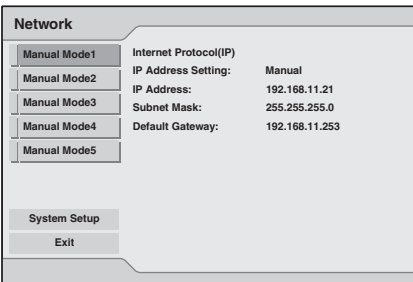 Network
Manual Mode1
Manual Mode2
Manual Mode3
Manual Mode4
Manual Mode5
System Setup
Exit
Internet Protocol(IP)
IP Address Setting: Manual
IP Address: 192.168.11.21
Subnet Mask: 255.255.255.0
Default Gateway: 192.168.11.253